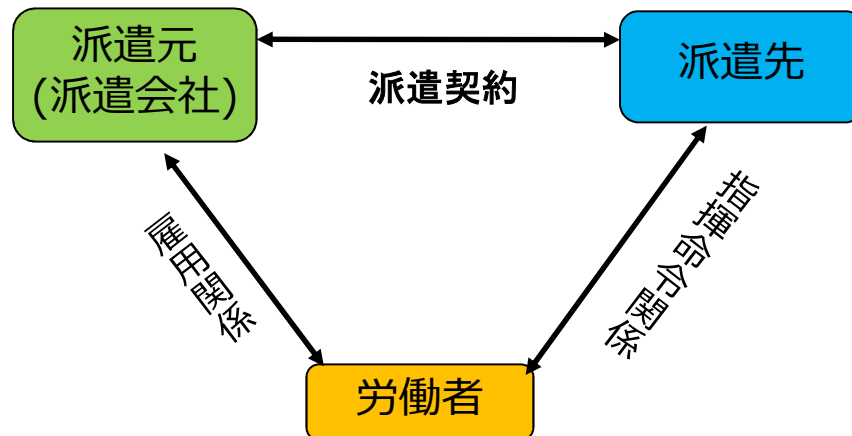 派遣元
(派遣会社)
派遣契約
派遣先
雇用関係
指揮命令関係
労働者